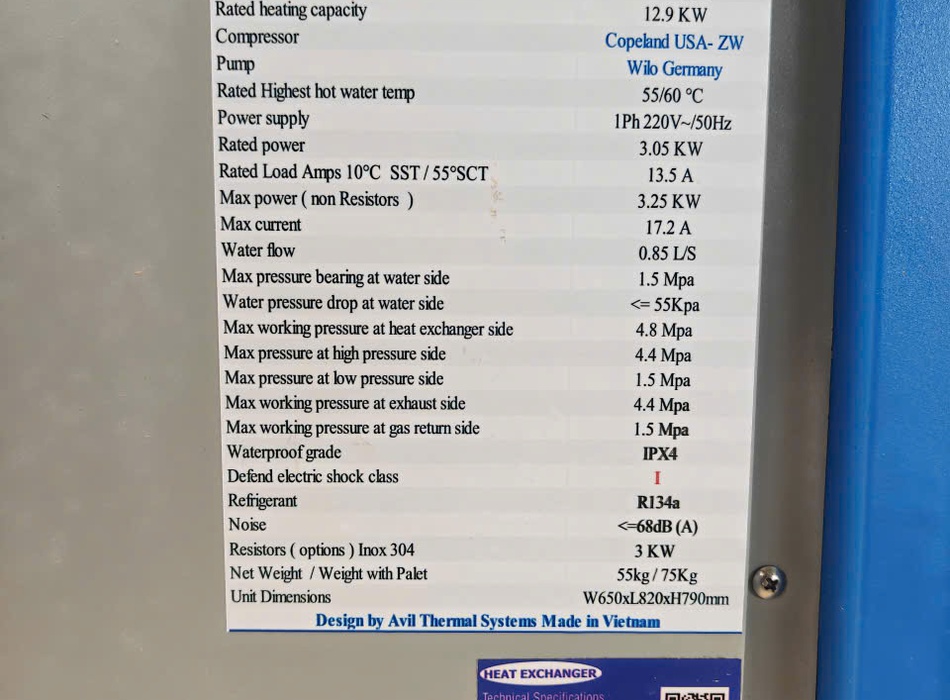 Rated heating capacity 12.9 KW
Compressor Copeland USA- ZW
Pump Wilo Germany
Rated Highest hot water temp 55/60 °C
Power supply 1Ph 220V~/50Hz
Rated power 3.05 KW
Rated Load Amps 10°C SST / 55°SCT 13.5 A
Max power ( non Resistors ) 3.25 KW
Max current 17.2 A
Water flow 0.85 L/S
Max pressure bearing at water side 1.5 Mpa
Water pressure drop at water side <= 55Kpa
Max working pressure at heat exchanger side 4.8 Mpa
Max pressure at high pressure side 4.4 Mpa
Max pressure at low pressure side 1.5 Mpa
Max working pressure at exhaust side 4.4 Mpa
Max working pressure at gas return side 1.5 Mpa
Waterproof grade IPX4
Defend electric shock class I
Refrigerant R134a
Noise <=68dB (A)
Resistors ( options ) Inox 304 3 KW
Net Weight / Weight with Palet 55kg / 75Kg
Unit Dimensions W650xL820xH790mm
Design by Avil Thermal Systems Made in Vietnam
HEAT EXCHANGER
Technical Specifications